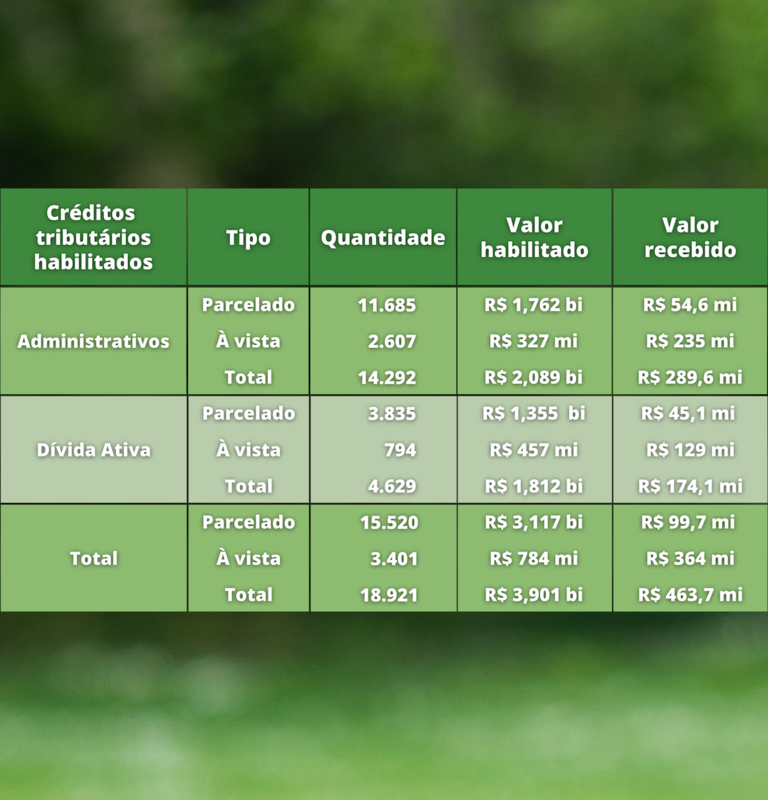 Créditos tributários habilitados Tipo Quantidade Valor habilitado Valor recebido
Administrativos Parcelado 11.685 R$ 1,762 bi R$ 54,6 mi
À vista 2.607 R$ 327 mi R$ 235 mi
Total 14.292 R$ 2,089 bi R$ 289,6 mi
Dívida Ativa Parcelado 3.835 R$ 1,355 bi R$ 45,1 mi
À vista 794 R$ 457 mi R$ 129 mi
Total 4.629 R$ 1,812 bi R$ 174,1 mi
Total Parcelado 15.520 R$ 3,117 bi R$ 99,7 mi
À vista 3.401 R$ 784 mi R$ 364 mi
Total 18.921 R$ 3,901 bi R$ 463,7 mi